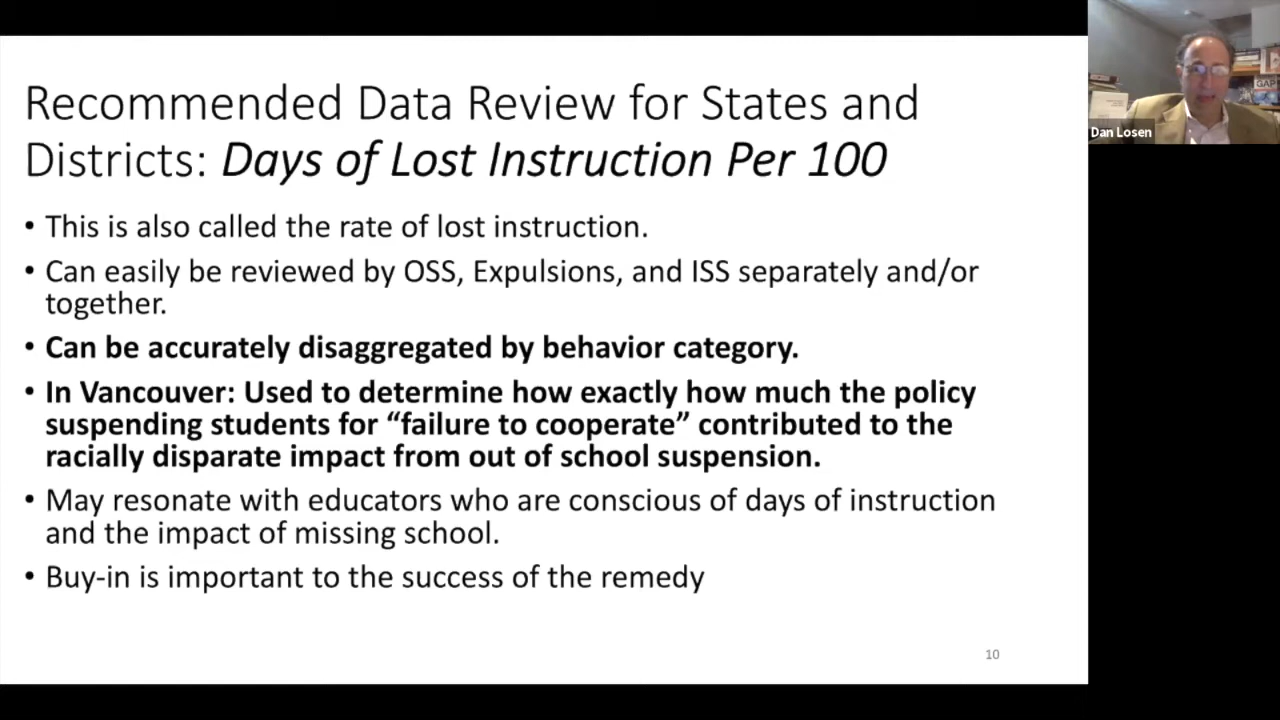 Recommended Data Review for States and
Districts: Days of Lost Instruction Per 100
• This is also called the rate of lost instruction.
• Can easily be reviewed by OSS, Expulsions, and ISS separately and/or
together.
• Can be accurately disaggregated by behavior category.
• In Vancouver: Used to determine how exactly how much the policy
suspending students for “failure to cooperate” contributed to the
racially disparate impact from out of school suspension.
• May resonate with educators who are conscious of days of instruction
and the impact of missing school.
• Buy-in is important to the success of the remedy
10
GAP
Dan Losen